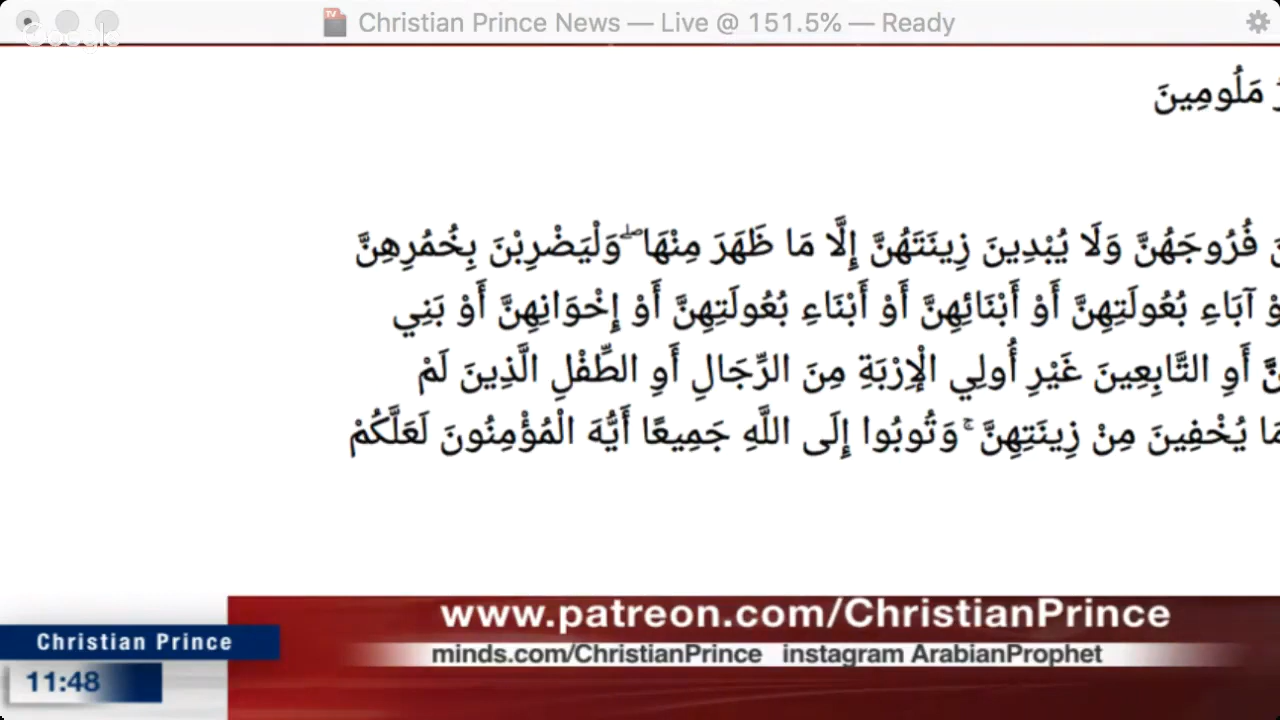 Christian Prince News — Live @ 151.5% — Ready
Google
مَلُومِينَ
فُرُوجَهُنَّ وَلَا يُبْدِينَ زِينَتَهُنَّ إِلَّا مَا ظَهَرَ مِنْهَا ۖ وَلْيَضْرِبْنَ بِخُمُرِهِنَّ
آبَاءِ بُعُولَتِهِنَّ أَوْ أَبْنَائِهِنَّ أَوْ أَبْنَاءِ بُعُولَتِهِنَّ أَوْ إِخْوَانِهِنَّ أَوْ بَنِي
أَوِ التَّابِعِينَ غَيْرِ أُولِي الْإِرْبَةِ مِنَ الرِّجَالِ أَوِ الطِّفْلِ الَّذِينَ لَمْ
يُخْفِينَ مِنْ زِينَتِهِنَّ ۚ وَتُوبُوا إِلَى اللَّهِ جَمِيعًا أَيُّهَ الْمُؤْمِنُونَ لَعَلَّكُمْ
www.patreon.com/ChristianPrince
Christian Prince
minds.com/ChristianPrince instagram ArabianProphet
11:48